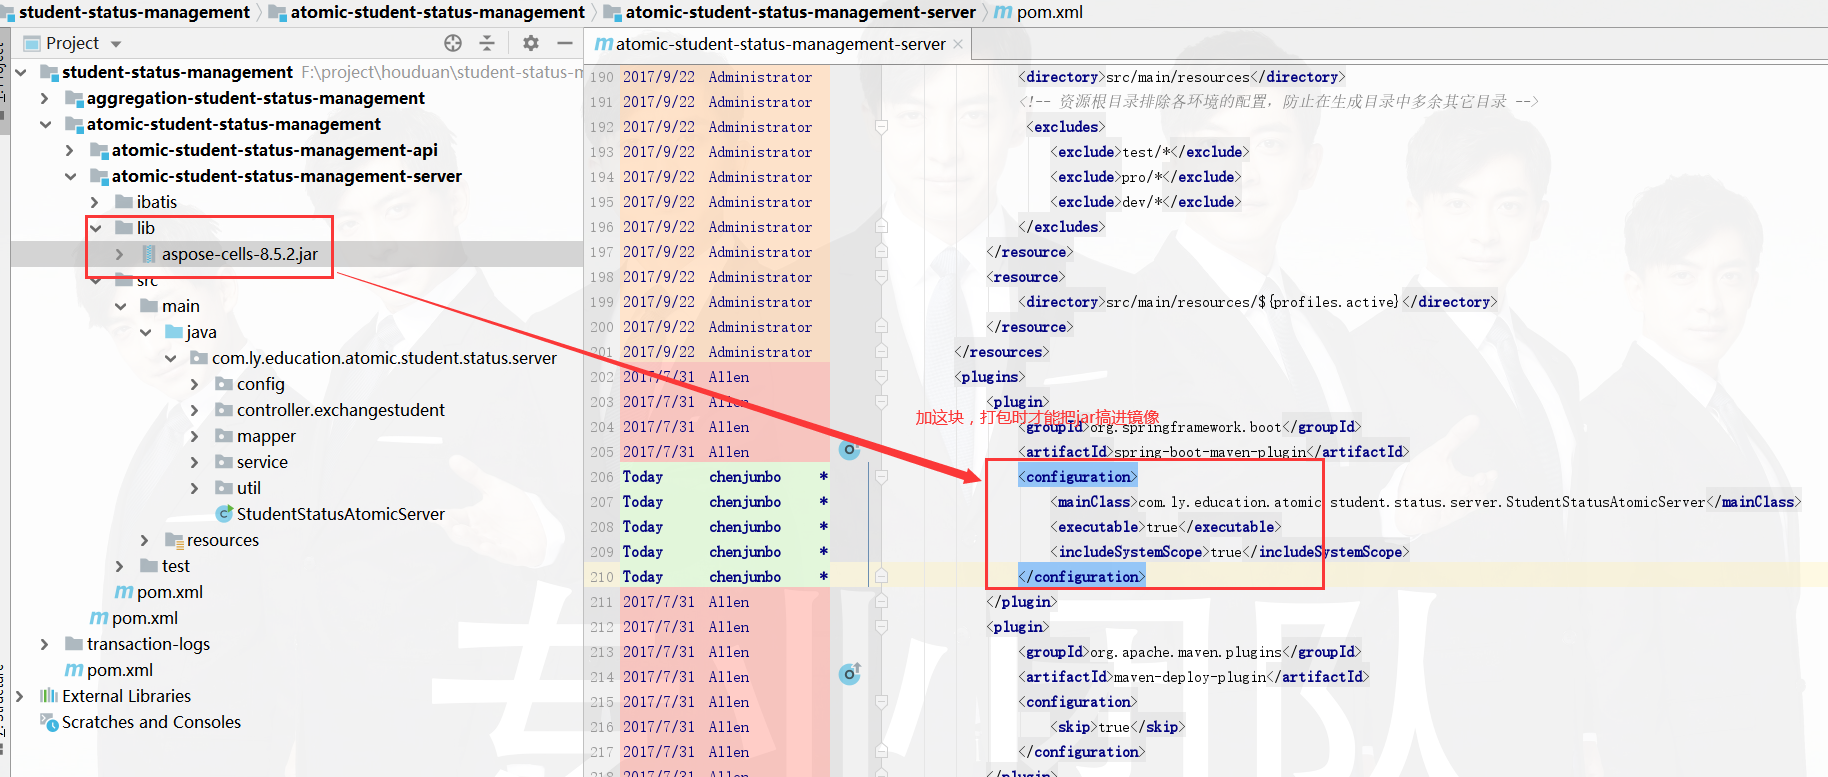 student-status-management
atomic-student-status-management
atomic-student-status-management-server
pom.xml
Project
atomic-student-status-management-server
student-status-management F:\project\houduan\student-status-m
aggregation-student-status-management
atomic-student-status-management
atomic-student-status-management-api
atomic-student-status-management-server
ibatis
lib
aspose-cells-8.5.2.jar
src
main
java
com.ly.education.atomic.student.status.server
config
controller.exchangestudent
mapper
service
util
StudentStatusAtomicServer
resources
test
pom.xml
pom.xml
transaction-logs
pom.xml
External Libraries
Scratches and Consoles
190 2017/9/22 Administrator <directory>src/main/resources</directory>
191 2017/9/22 Administrator <!-- 资源根目录排除各环境的配置，防止在生成目录中多余其它目录 -->
192 2017/9/22 Administrator <excludes>
193 2017/9/22 Administrator <exclude>test/*</exclude>
194 2017/9/22 Administrator <exclude>pro/*</exclude>
195 2017/9/22 Administrator <exclude>dev/*</exclude>
196 2017/9/22 Administrator </excludes>
197 2017/9/22 Administrator </resource>
198 2017/9/22 Administrator <resource>
199 2017/9/22 Administrator <directory>src/main/resources/${profiles.active}</directory>
200 2017/9/22 Administrator </resource>
201 2017/9/22 Administrator </resources>
202 2017/7/31 Allen <plugins>
203 2017/7/31 Allen <plugin>
加这块，打包时才能把jar搞进镜像
204 2017/7/31 Allen <groupId>org.springframework.boot</groupId>
205 2017/7/31 Allen <artifactId>spring-boot-maven-plugin</artifactId>
206 Today chenjunbo * <configuration>
207 Today chenjunbo * <mainClass>com.ly.education.atomic.student.status.server.StudentStatusAtomicServer</mainClass>
208 Today chenjunbo * <executable>true</executable>
209 Today chenjunbo * <includeSystemScope>true</includeSystemScope>
210 Today chenjunbo * </configuration>
211 2017/7/31 Allen </plugin>
212 2017/7/31 Allen <plugin>
213 2017/7/31 Allen <groupId>org.apache.maven.plugins</groupId>
214 2017/7/31 Allen <artifactId>maven-deploy-plugin</artifactId>
215 2017/7/31 Allen <configuration>
216 2017/7/31 Allen <skip>true</skip>
217 2017/7/31 Allen </configuration>
218 2017/7/31 Allen </plugin>